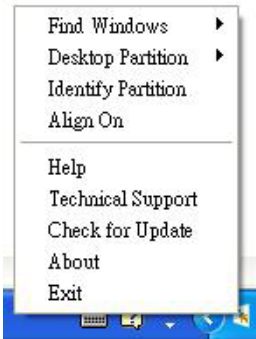 Find Windows
Desktop Partition
Identify Partition
Align On
Help
Technical Support
Check for Update
About
Exit